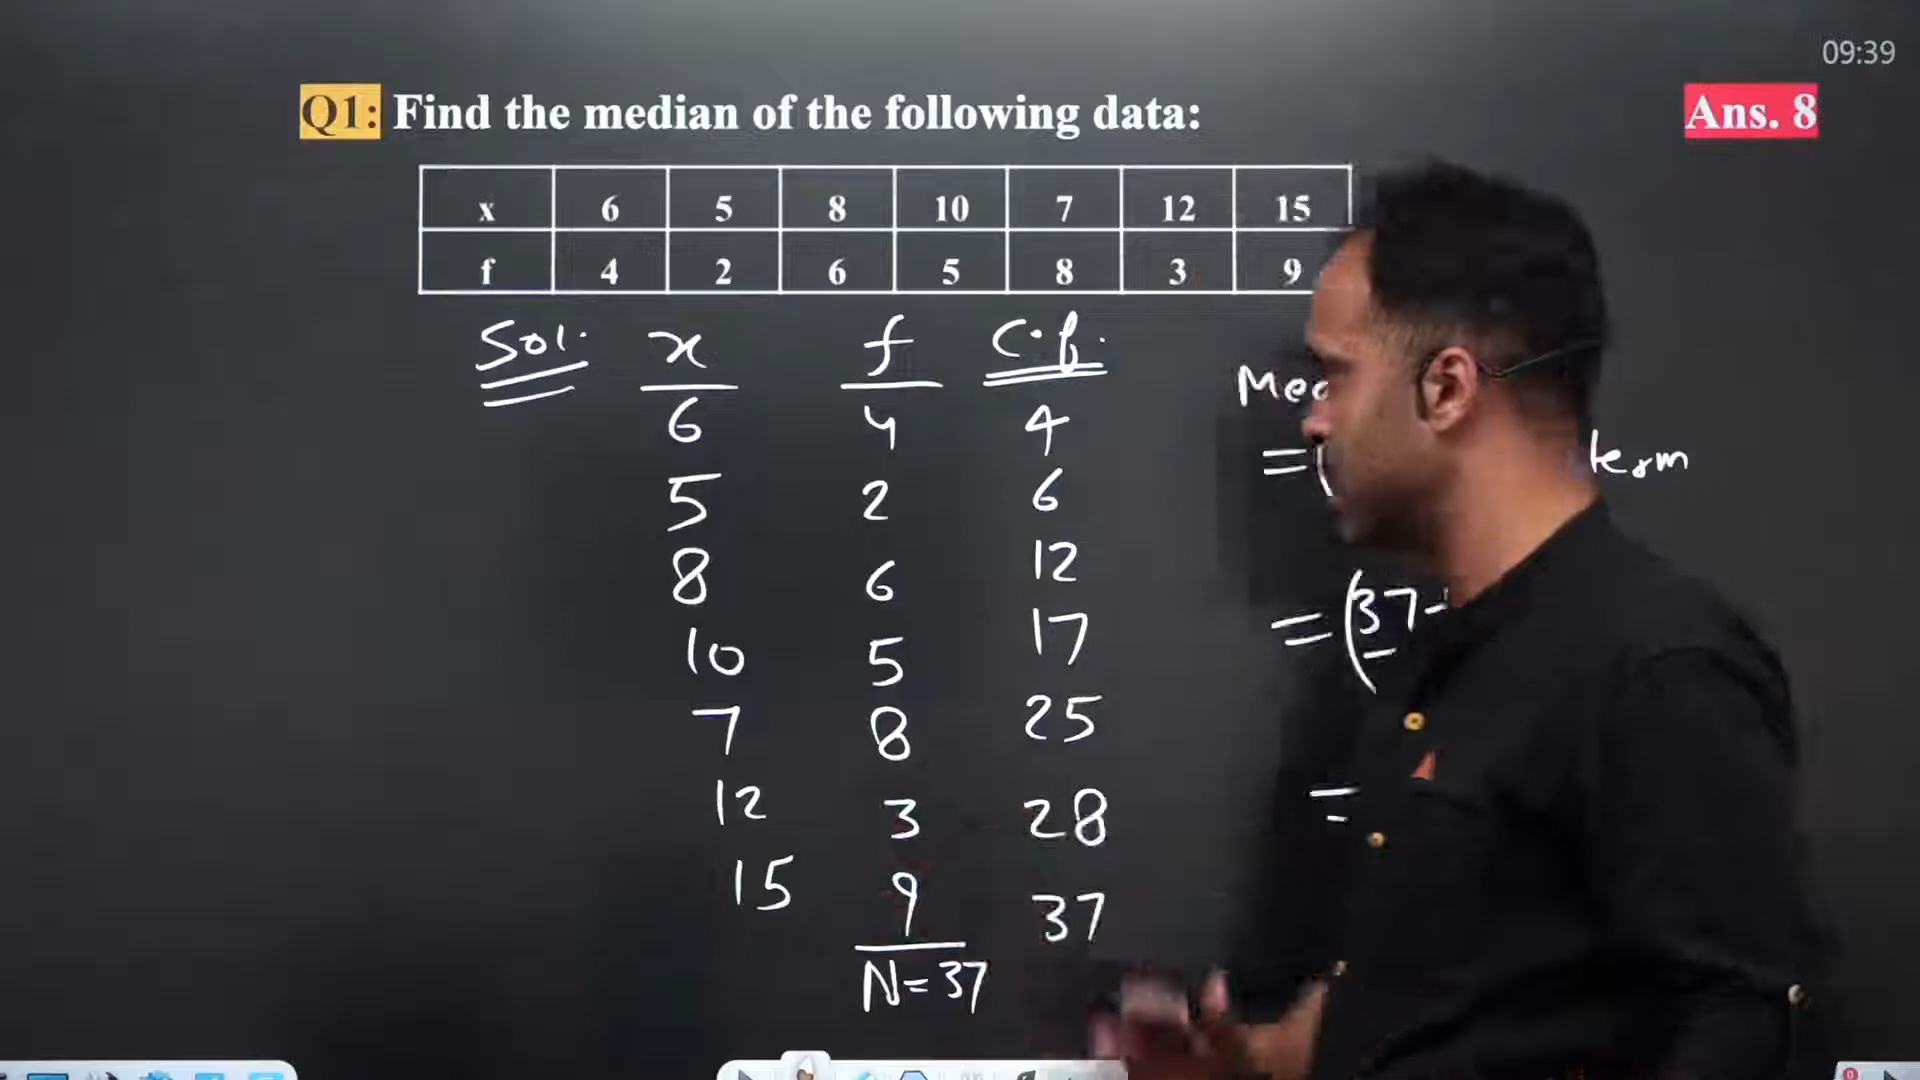 09:39
Q1: Find the median of the following data:
Ans. 8
x 6 5 8 10 7 12 15
f 4 2 6 5 8 3 9
Sol. x f C.f.
6 4 4
5 2 6
8 6 12
10 5 17
7 8 25
12 3 28
15 9 37
N=37
= ( term
= (37-
=